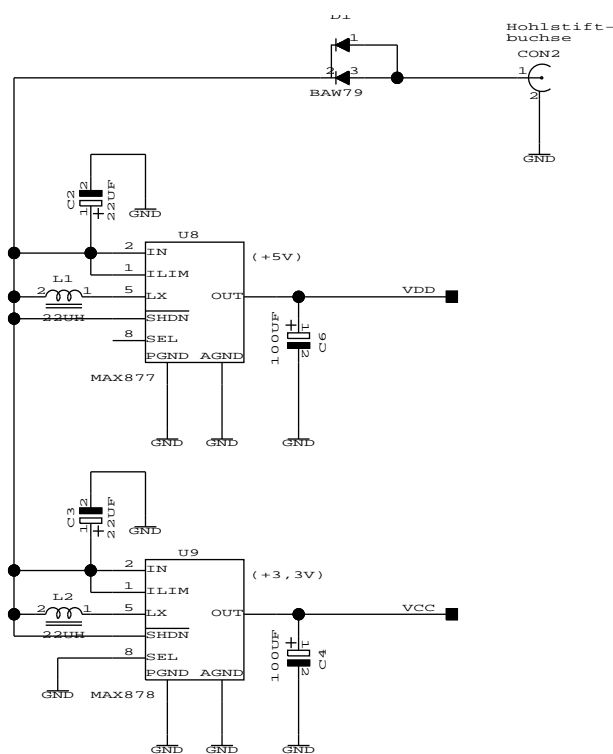 D1
Hohlstift-
buchse
CON2
1
2 3
1
2
BAW79
GND
C2
1 2
+
22UF
GND
U8
2 IN
(+5V)
1 ILIM
L1
2 1
22UH
5 LX
OUT
VDD
SHDN
8 SEL
PGND AGND
MAX877
100UF
+
1 2
C6
GND GND GND
C3
1 2
+
22UF
GND
U9
2 IN
(+3,3V)
1 ILIM
L2
2 1
22UH
5 LX
OUT
VCC
SHDN
8 SEL
PGND AGND
GND
MAX878
100UF
+
1 2
C4
GND GND GND